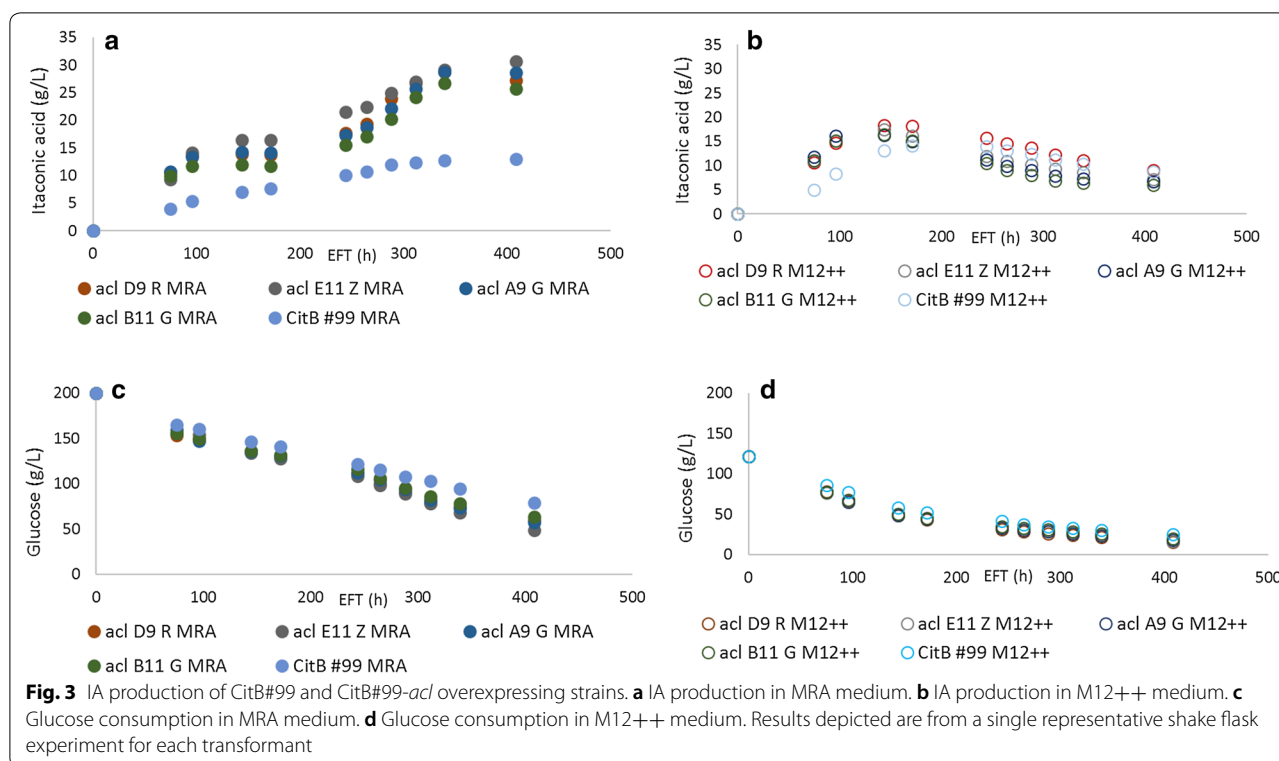 a
35
30
25
20
15
10
5
0
Itaconic acid (g/L)
0 100 200 300 400 500
EFT (h)
acl D9 R MRA acl E11 Z MRA acl A9 G MRA
acl B11 G MRA CitB #99 MRA
b
35
30
25
20
15
10
5
0
Itaconic acid (g/L)
0 100 200 300 400 500
EFT (h)
acl D9 R M12++ acl E11 Z M12++ acl A9 G M12++
acl B11 G M12++ CitB #99 M12++
c
200
150
100
50
0
Glucose (g/L)
0 100 200 300 400 500
EFT (h)
acl D9 R MRA acl E11 Z MRA acl A9 G MRA
acl B11 G MRA CitB #99 MRA
d
200
150
100
50
0
Glucose (g/L)
0 100 200 300 400 500
EFT (h)
acl D9 R M12++ acl E11 Z M12++ acl A9 G M12++
acl B11 G M12++ CitB #99 M12++
Fig. 3 IA production of CitB#99 and CitB#99-acl overexpressing strains. a IA production in MRA medium. b IA production in M12++ medium. c
Glucose consumption in MRA medium. d Glucose consumption in M12++ medium. Results depicted are from a single representative shake flask
experiment for each transformant